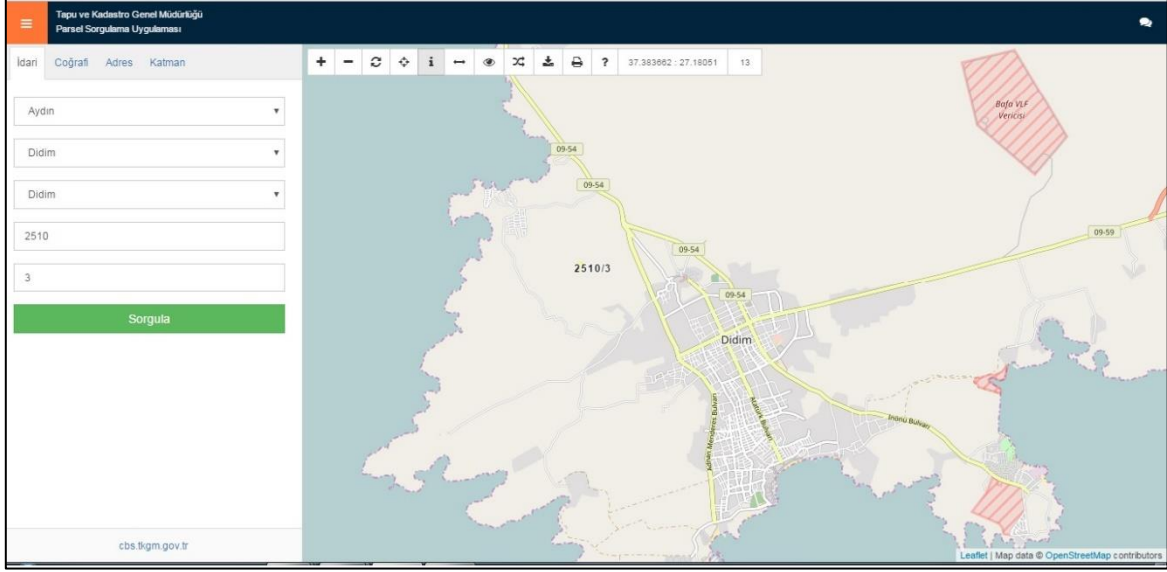 Tapu ve Kadastro Genel Müdürlüğü
Parsel Sorgulama Uygulaması
İdari Coğrafi Adres Katman
37.383662 : 27.18051 13
Aydın
Didim
Didim
2510
3
Sorgula
cbs.tkgm.gov.tr
Bafa VLF
Vericisi
09-54
09-54
09-59
09-54
2510/3
09-54
Didim
Adnan Menderes Bulvarı
Atatürk Bulvarı
İnönü Bulvarı
Leaflet | Map data © OpenStreetMap contributors